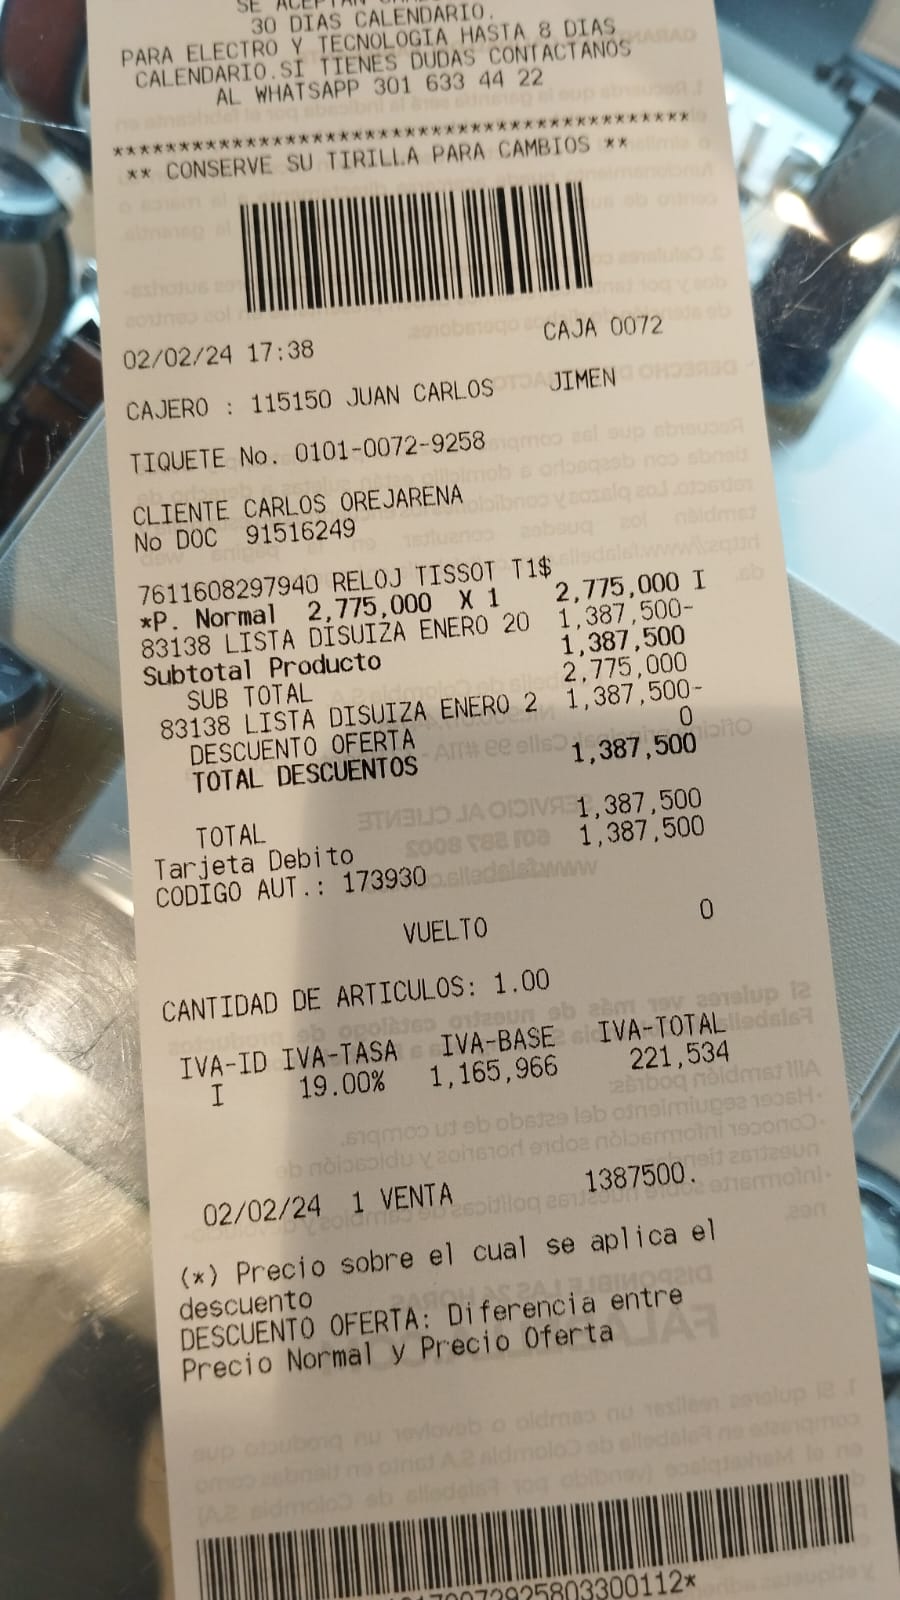 SE ACEPTAN
30 DIAS CALENDARIO.
PARA ELECTRO Y TECNOLOGIA HASTA 8 DIAS
CALENDARIO.SI TIENES DUDAS CONTACTANOS
AL WHATSAPP 301 633 44 22
********************************************
** CONSERVE SU TIRILLA PARA CAMBIOS **
02/02/24 17:38 CAJA 0072
CAJERO : 115150 JUAN CARLOS JIMEN
TIQUETE No. 0101-0072-9258
CLIENTE CARLOS OREJARENA
No DOC 91516249
7611608297940 RELOJ TISSOT T1$
*P. Normal 2,775,000 X 1 2,775,000 I
83138 LISTA DISUIZA ENERO 20 1,387,500-
Subtotal Producto 1,387,500
SUB TOTAL 2,775,000
83138 LISTA DISUIZA ENERO 2 1,387,500-
DESCUENTO OFERTA 0
TOTAL DESCUENTOS 1,387,500
TOTAL 1,387,500
Tarjeta Debito 1,387,500
CODIGO AUT.: 173930
VUELTO 0
CANTIDAD DE ARTICULOS: 1.00
IVA-ID IVA-TASA IVA-BASE IVA-TOTAL
I 19.00% 1,165,966 221,534
02/02/24 1 VENTA 1387500.
(*) Precio sobre el cual se aplica el
descuento
DESCUENTO OFERTA: Diferencia entre
Precio Normal y Precio Oferta